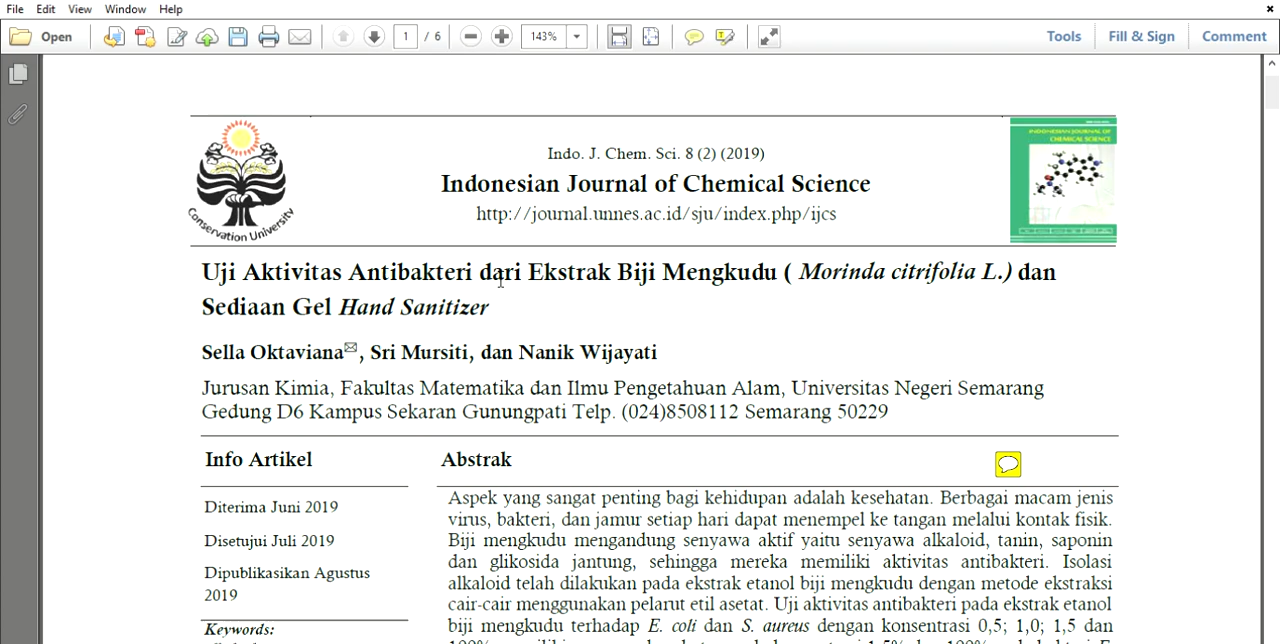 File Edit View Window Help
Open 1 / 6 143% Tools Fill & Sign Comment
Conservation University
Indo. J. Chem. Sci. 8 (2) (2019)
Indonesian Journal of Chemical Science
http://journal.unnes.ac.id/sju/index.php/ijcs
INDONESIAN JOURNAL OF
CHEMICAL SCIENCE
Uji Aktivitas Antibakteri dari Ekstrak Biji Mengkudu ( Morinda citrifolia L.) dan
Sediaan Gel Hand Sanitizer
Sella Oktaviana, Sri Mursiti, dan Nanik Wijayati
Jurusan Kimia, Fakultas Matematika dan Ilmu Pengetahuan Alam, Universitas Negeri Semarang
Gedung D6 Kampus Sekaran Gunungpati Telp. (024)8508112 Semarang 50229
Info Artikel
Diterima Juni 2019
Disetujui Juli 2019
Dipublikasikan Agustus
2019
Keywords:
Abstrak
Aspek yang sangat penting bagi kehidupan adalah kesehatan. Berbagai macam jenis
virus, bakteri, dan jamur setiap hari dapat menempel ke tangan melalui kontak fisik.
Biji mengkudu mengandung senyawa aktif yaitu senyawa alkaloid, tanin, saponin
dan glikosida jantung, sehingga mereka memiliki aktivitas antibakteri. Isolasi
alkaloid telah dilakukan pada ekstrak etanol biji mengkudu dengan metode ekstraksi
cair-cair menggunakan pelarut etil asetat. Uji aktivitas antibakteri pada ekstrak etanol
biji mengkudu terhadap E. coli dan S. aureus dengan konsentrasi 0,5; 1,0; 1,5 dan